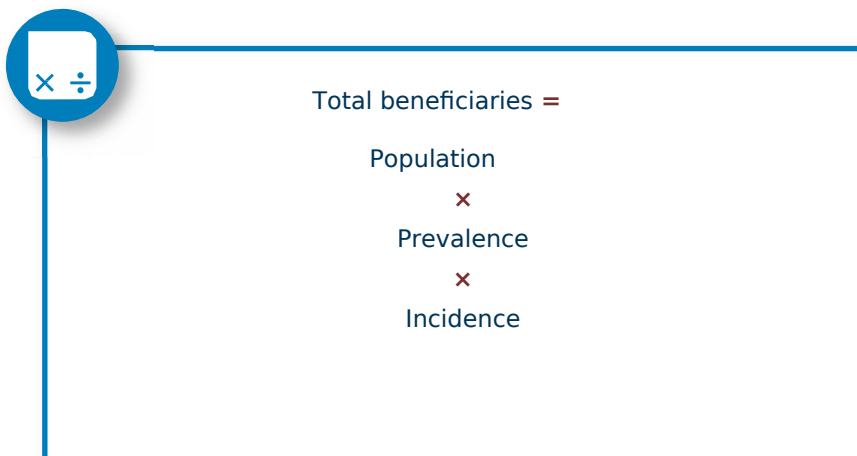 × ÷
Total beneficiaries =
Population
×
Prevalence
×
Incidence